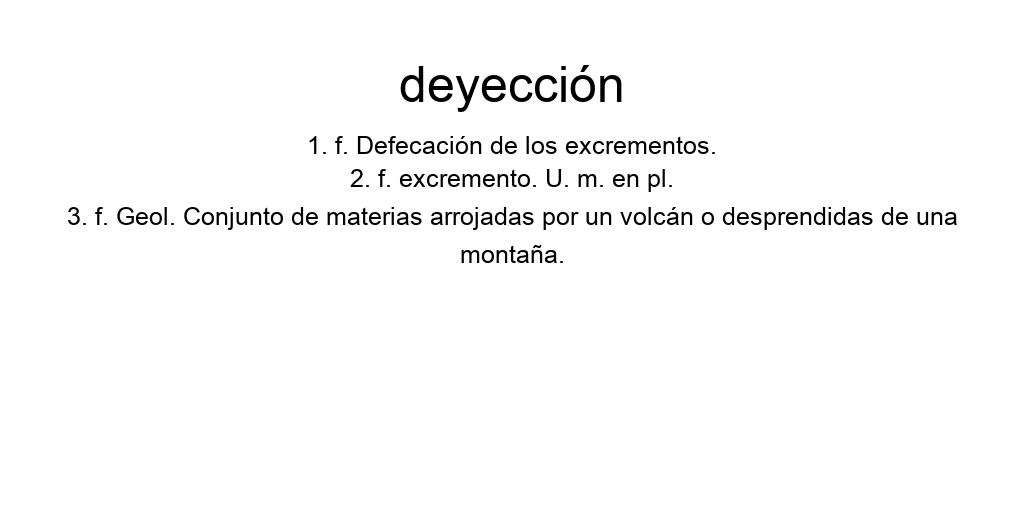 deyección
1. f. Defecación de los excrementos.
2. f. excremento. U. m. en pl.
3. f. Geol. Conjunto de materias arrojadas por un volcán o desprendidas de una
montaña.